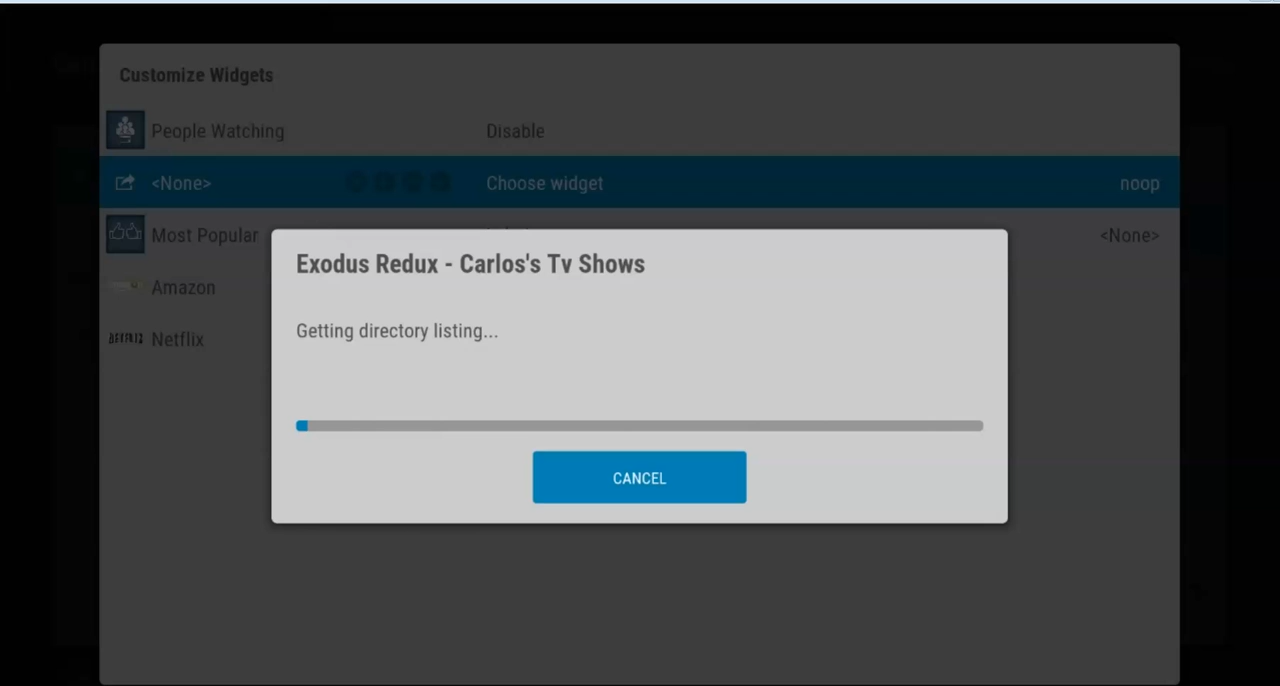 Customize Widgets
People Watching Disable
<None> Choose widget noop
Most Popular <None>
Exodus Redux - Carlos's Tv Shows
Getting directory listing...
Amazon
NETFLIX Netflix
CANCEL